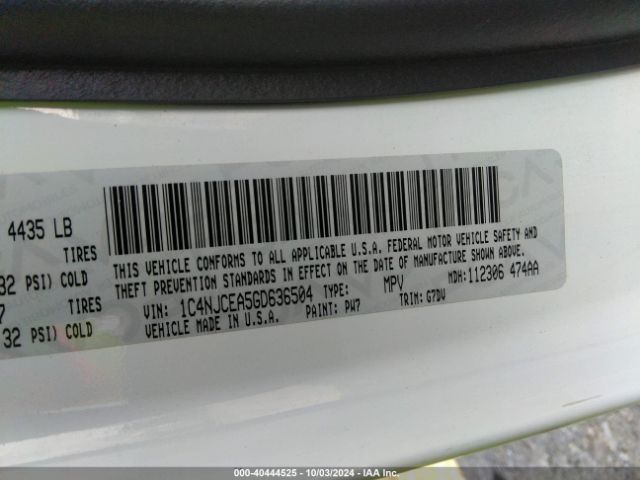 4435 LB
TIRES
32 PSI) COLD
7 TIRES
32 PSI) COLD
THIS VEHICLE CONFORMS TO ALL APPLICABLE U.S.A. FEDERAL MOTOR VEHICLE SAFETY AND
THEFT PREVENTION STANDARDS IN EFFECT ON THE DATE OF MANUFACTURE SHOWN ABOVE.
VIN: 1C4NJCEA5GD636504 TYPE: MPV MDH:112306 474AA
VEHICLE MADE IN U.S.A. PAINT: PW7 TRIM: G7DV
000-40444525 - 10/03/2024 - IAA Inc.